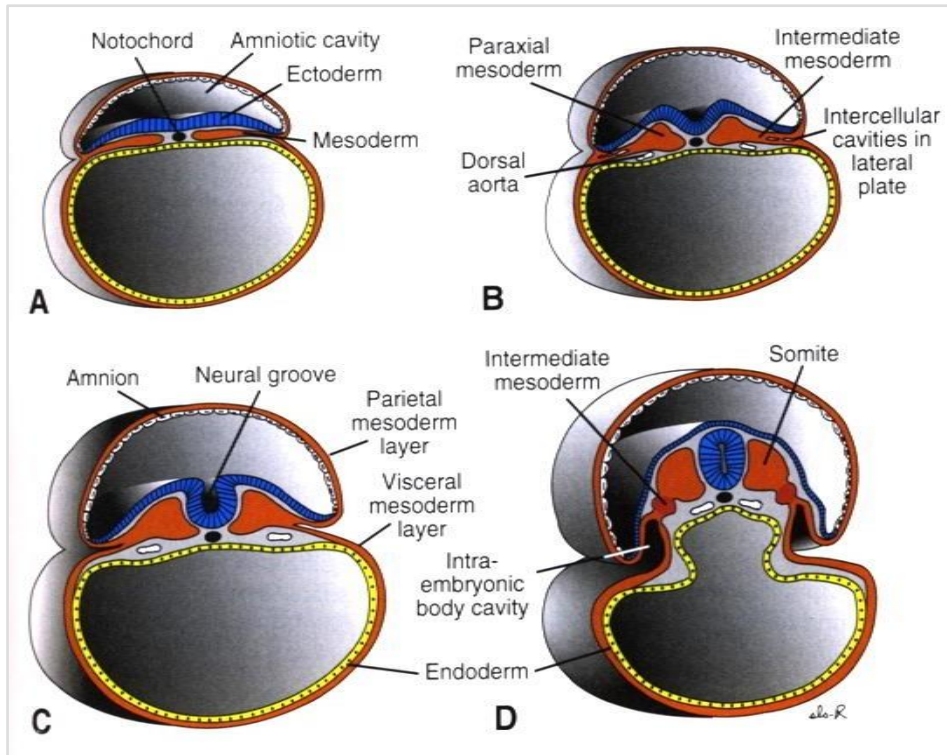 Notochord
Amniotic cavity
Ectoderm
Mesoderm
A
Paraxial
mesoderm
Intermediate
mesoderm
Intercellular
cavities in
lateral
plate
Dorsal
aorta
B
Amnion
Neural groove
Parietal
mesoderm
layer
Visceral
mesoderm
layer
C
Intermediate
mesoderm
Somite
Intra-
embryonic
body cavity
Endoderm
D
sls-R